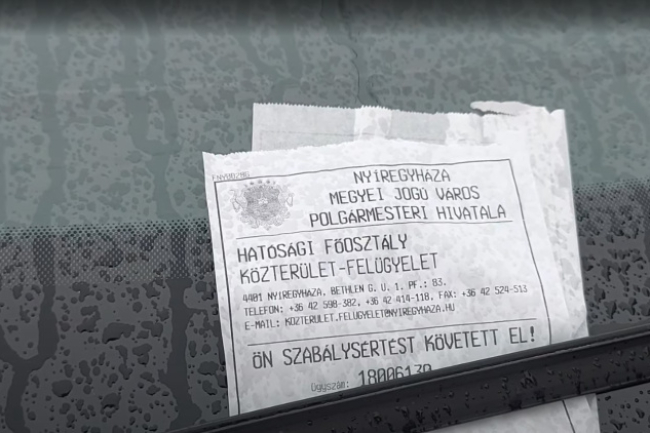 NYÍREGYHÁZA
MEGYEI JOGÚ VÁROS
POLGÁRMESTERI HIVATALA
HATÓSÁGI FŐOSZTÁLY
KÖZTERÜLET-FELÜGYELET
4401 NYÍREGYHÁZA, BETHLEN G. U. 1. PF.: 83.
TELEFON: +36 42 598-382, +36 42 414-118, FAX: +36 42 524-513
E-MAIL: KOZTERULET.FELUGYELET@NYIREGYHAZA.HU
ÖN SZABÁLYSÉRTÉST KÖVETETT EL!
Ügyszám: 18006130